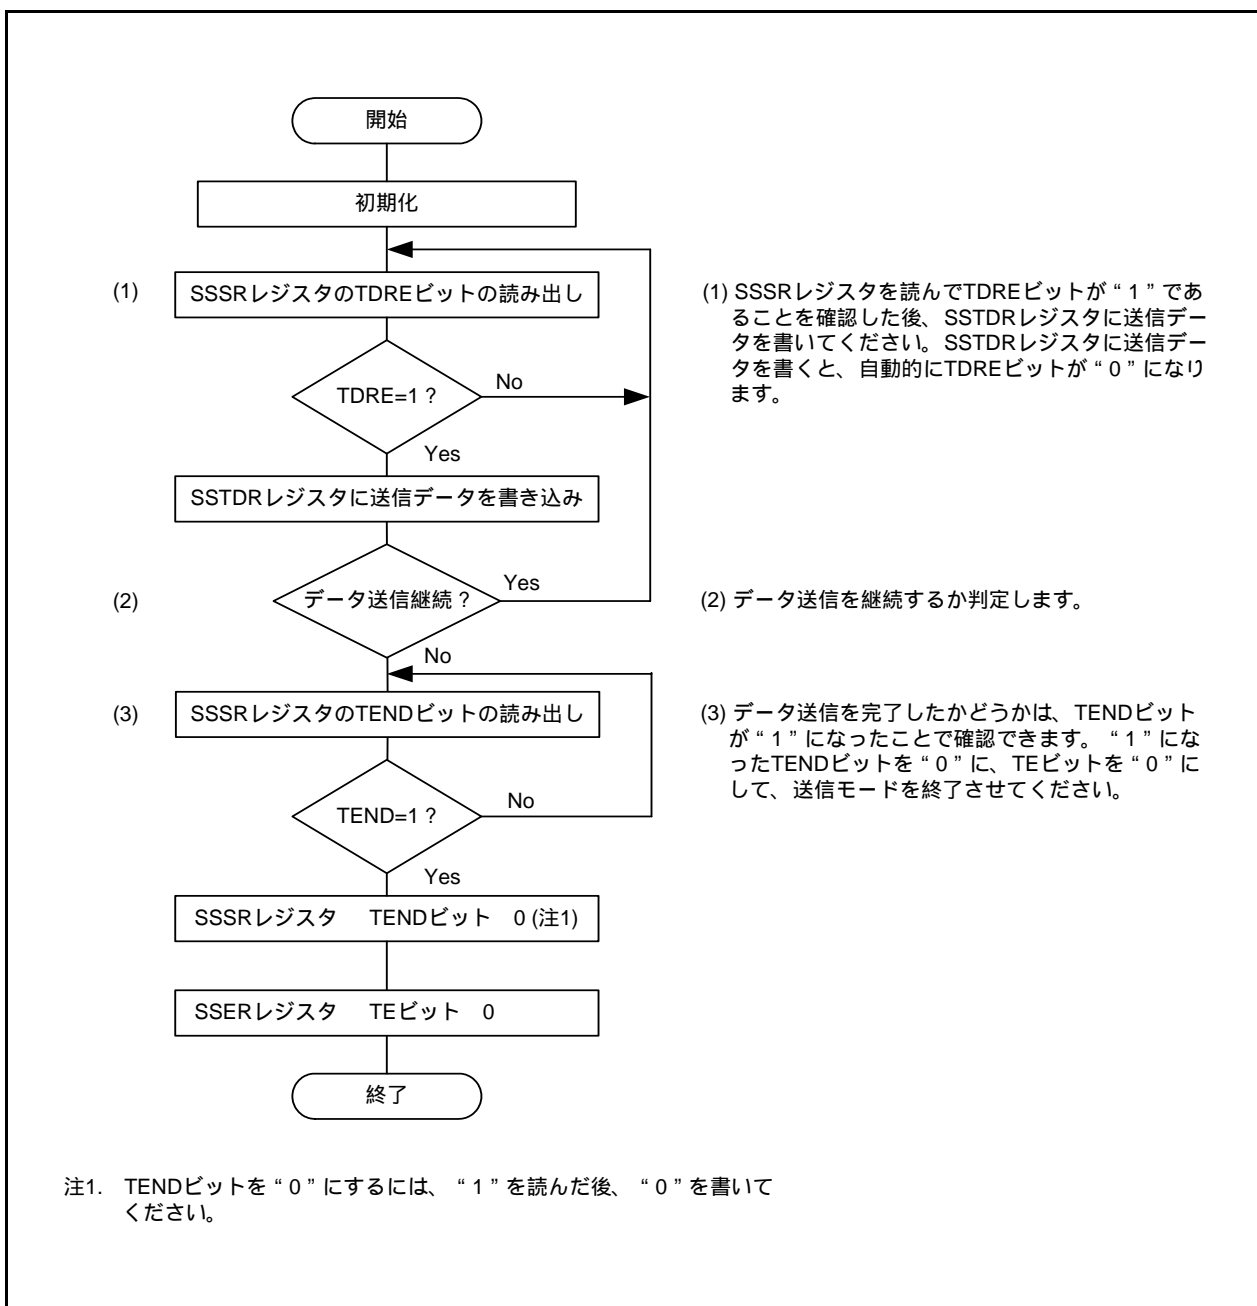 開始
初期化
(1)
SSSRレジスタのTDREビットの読み出し
TDRE=1 ?
No
Yes
SSTDRレジスタに送信データを書き込み
(2)
データ送信継続 ?
Yes
No
(3)
SSSRレジスタのTENDビットの読み出し
TEND=1 ?
No
Yes
SSSRレジスタ TENDビット 0 (注1)
SSERレジスタ TEビット 0
終了
(1) SSSRレジスタを読んでTDREビットが “ 1 ” であ
ることを確認した後、SSTDRレジスタに送信デー
タを書いてください。SSTDRレジスタに送信デー
タを書くと、自動的にTDREビットが “ 0 ” になり
ます。
(2) データ送信を継続するか判定します。
(3) データ送信を完了したかどうかは、TENDビット
が “ 1 ” になったことで確認できます。 “ 1 ” にな
ったTENDビットを “ 0 ” に、TEビットを “ 0 ” に
して、送信モードを終了させてください。
注1. TENDビットを “ 0 ” にするには、 “ 1 ” を読んだ後、 “ 0 ” を書いて
ください。